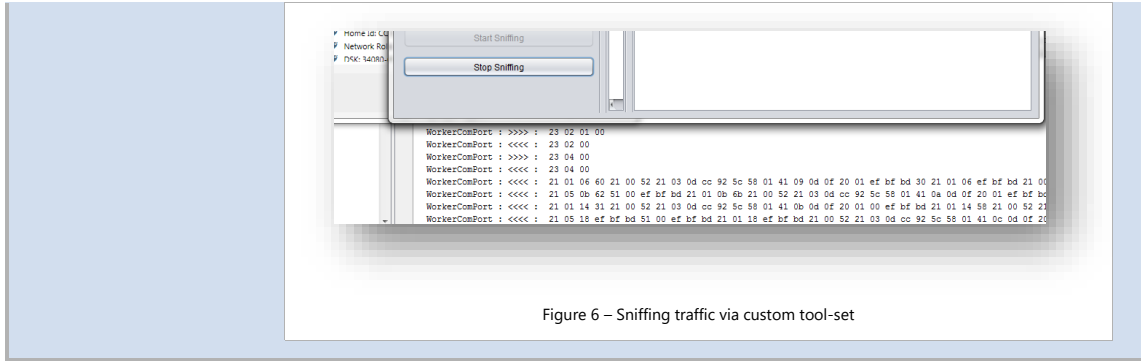 Home Id: CC
Start Sniffing
Network Rol
DSK: 34080-
Stop Sniffing
WorkerComPort : >>>> : 23 02 01 00
WorkerComPort : <<<< : 23 02 00
WorkerComPort : >>>> : 23 04 00
WorkerComPort : <<<< : 23 04 00
WorkerComPort : <<<< : 21 01 06 60 21 00 52 21 03 0d cc 92 5c 58 01 41 09 0d 0f 20 01 ef bf bd 30 21 01 06 ef bf bd 21 00
WorkerComPort : <<<< : 21 05 0b 62 51 00 ef bf bd 21 01 0b 6b 21 00 52 21 03 0d cc 92 5c 58 01 41 0a 0d 0f 20 01 ef bf bd
WorkerComPort : <<<< : 21 01 14 31 21 00 52 21 03 0d cc 92 5c 58 01 41 0b 0d 0f 20 01 00 ef bf bd 21 01 14 58 21 00 52 21
WorkerComPort : <<<< : 21 05 18 ef bf bd 51 00 ef bf bd 21 01 18 ef bf bd 21 00 52 21 03 0d cc 92 5c 58 01 41 0c 0d 0f 20
Figure 6 – Sniffing traffic via custom tool-set